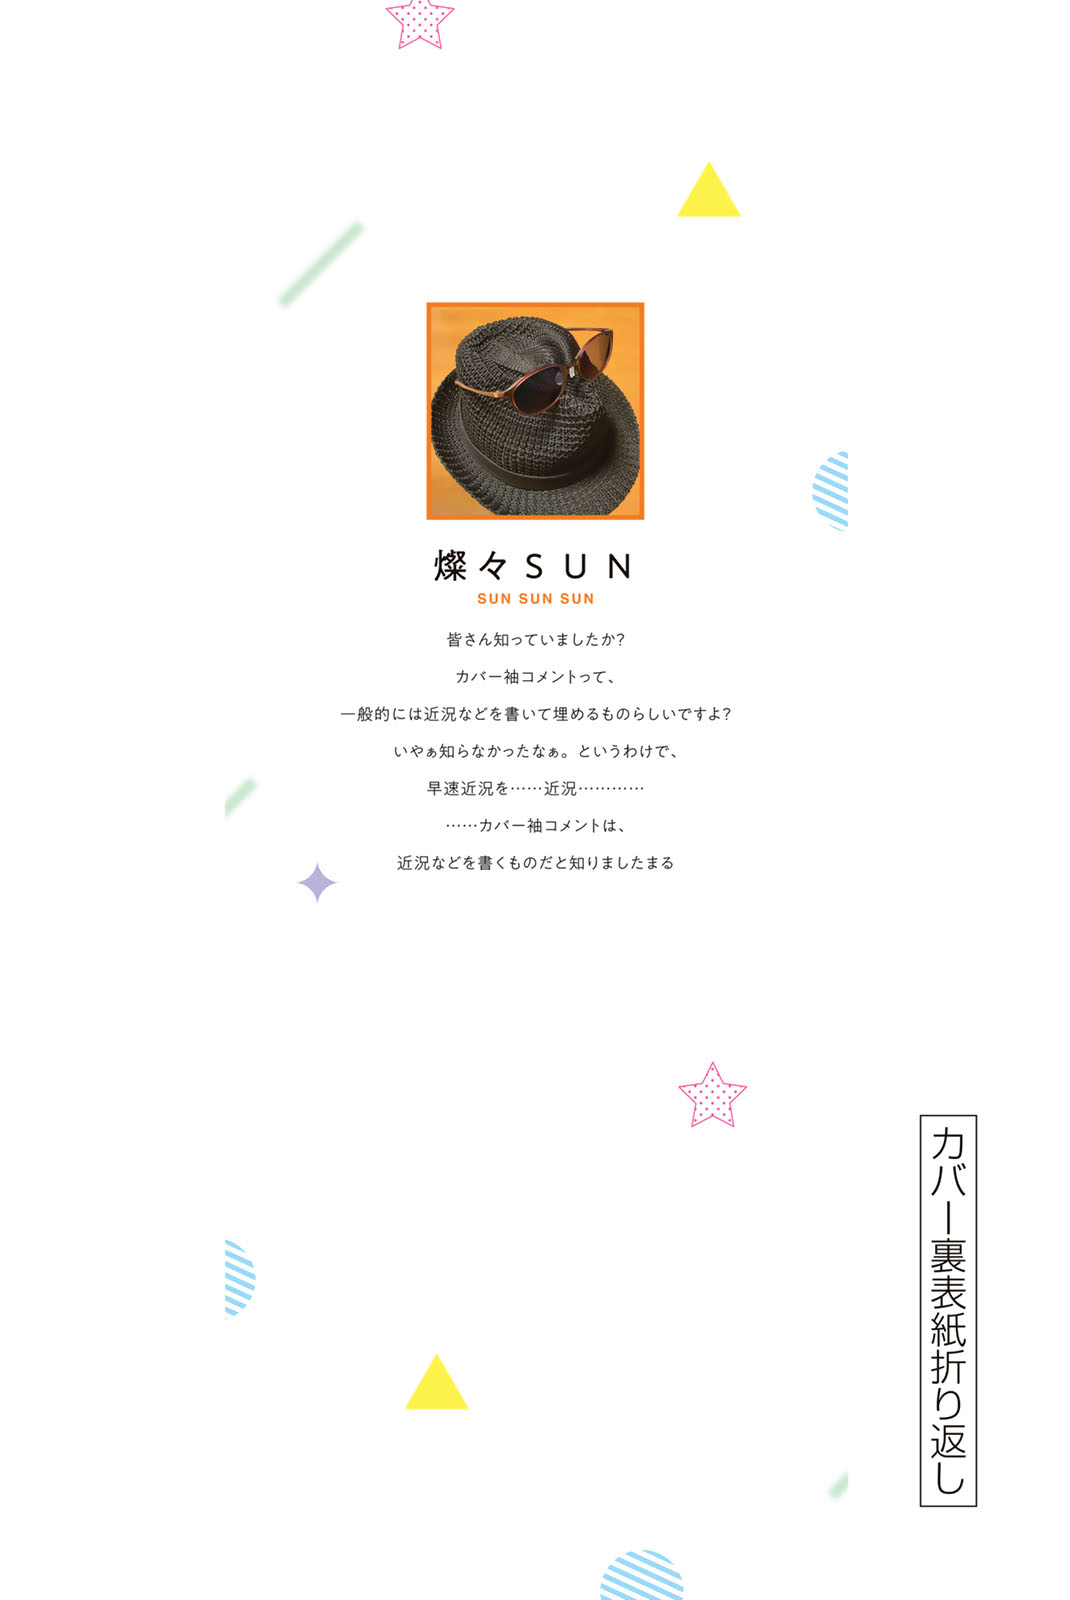 燦々SUN
SUN SUN SUN
皆さん知っていましたか?
カバー袖コメントって、
一般的には近況などを書いて埋めるものらしいですよ?
いやぁ知らなかったなぁ。というわけで、
早速近況を……近況…………
……カバー袖コメントは、
近況などを書くものだと知りましたまる
カバー裏表紙折り返し